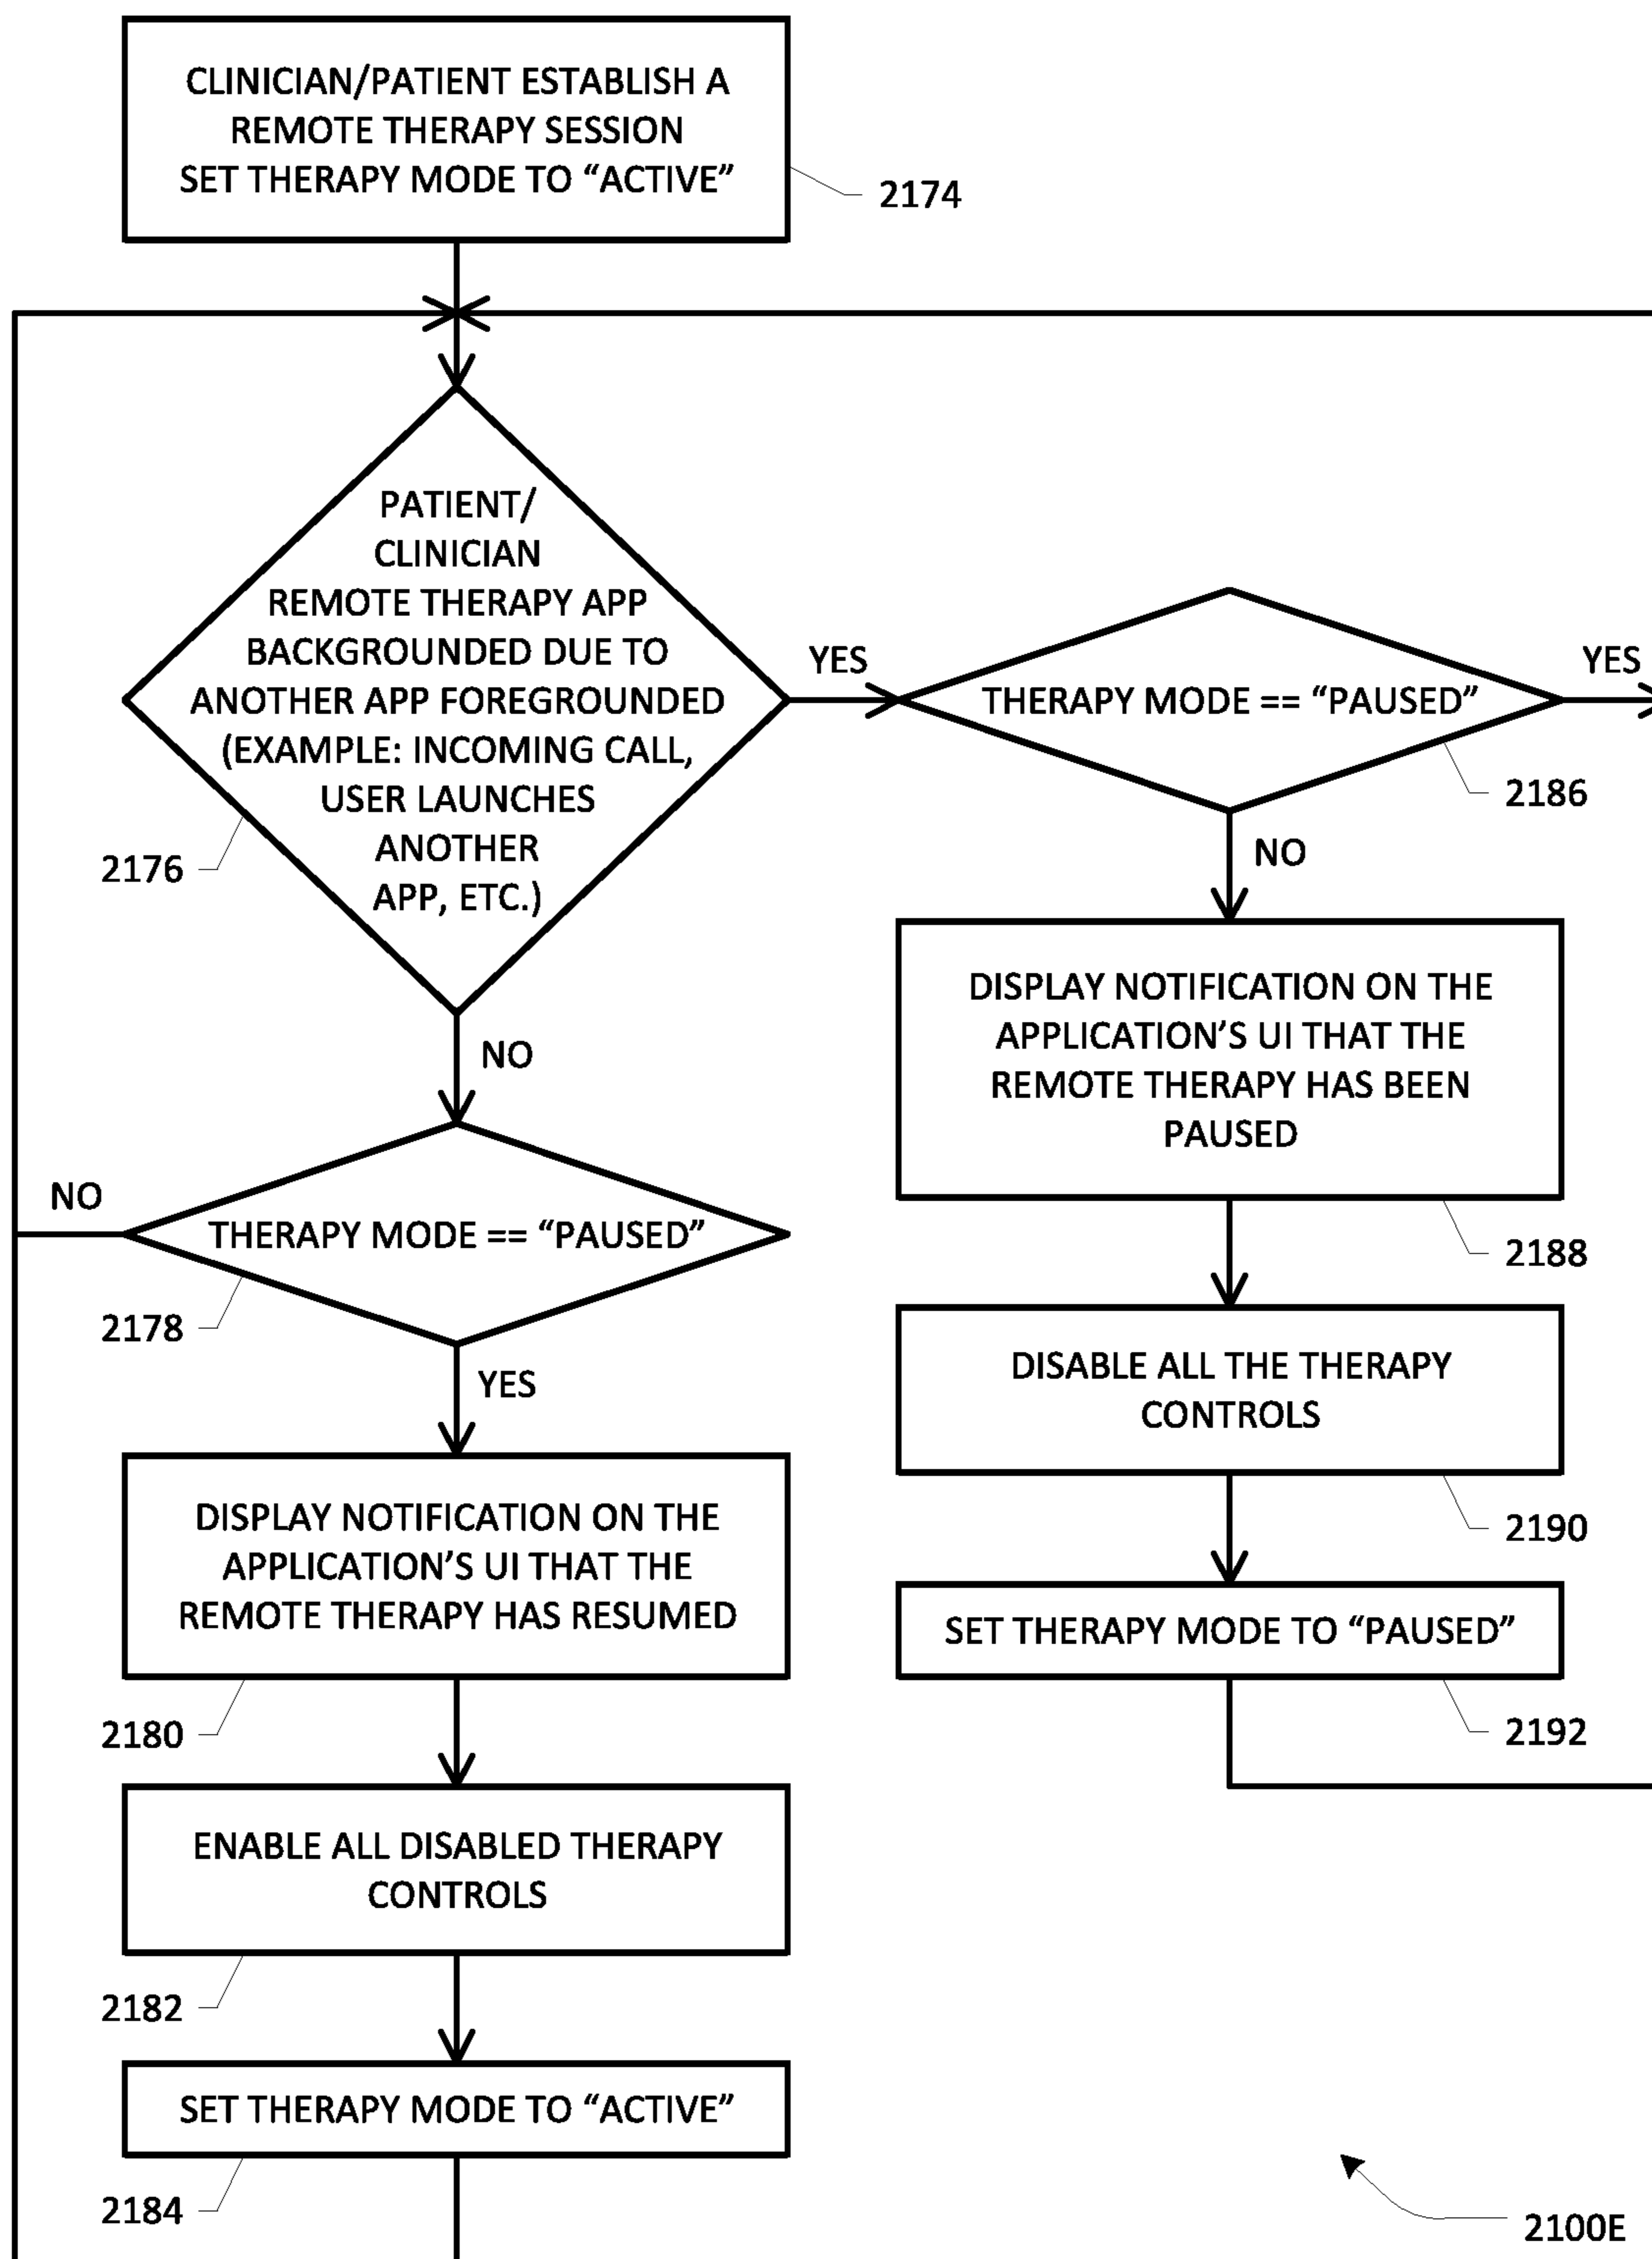 CLINICIAN/PATIENT ESTABLISH A
REMOTE THERAPY SESSION
SET THERAPY MODE TO “ACTIVE”
2174
PATIENT/
CLINICIAN
REMOTE THERAPY APP
BACKGROUNDED DUE TO
ANOTHER APP FOREGROUNDED
(EXAMPLE: INCOMING CALL,
USER LAUNCHES
ANOTHER
APP, ETC.)
2176
YES
THERAPY MODE == “PAUSED”
YES
2186
NO
DISPLAY NOTIFICATION ON THE
APPLICATION’S UI THAT THE
REMOTE THERAPY HAS BEEN
PAUSED
2188
DISABLE ALL THE THERAPY
CONTROLS
2190
SET THERAPY MODE TO “PAUSED”
2192
NO
NO
THERAPY MODE == “PAUSED”
2178
YES
DISPLAY NOTIFICATION ON THE
APPLICATION’S UI THAT THE
REMOTE THERAPY HAS RESUMED
2180
ENABLE ALL DISABLED THERAPY
CONTROLS
2182
SET THERAPY MODE TO “ACTIVE”
2184
2100E